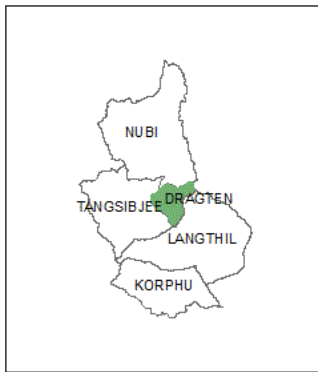 NUBI
DRAGTEN
TANGSIBJEE
LANGTHIL
KORPHU